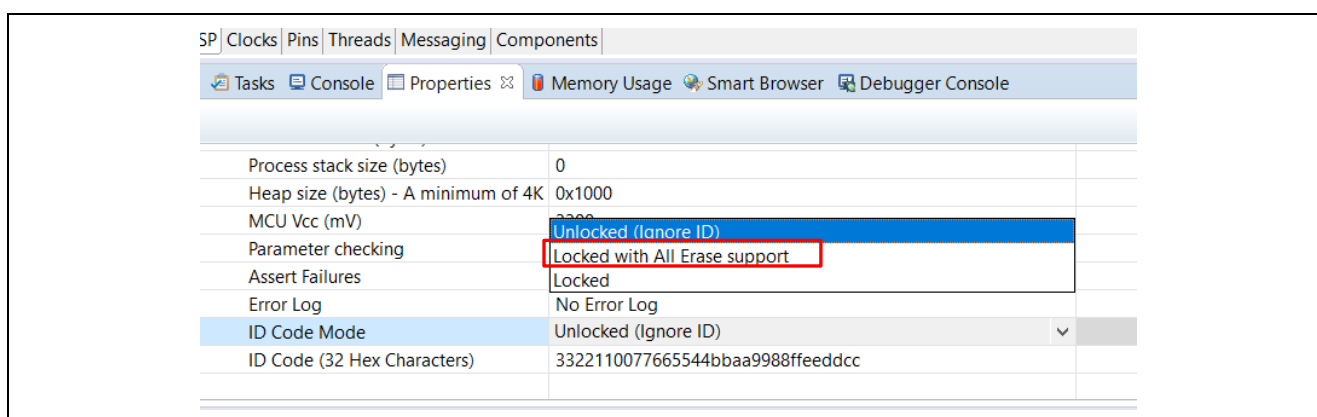 SP Clocks Pins Threads Messaging Components
Tasks Console Properties Memory Usage Smart Browser Debugger Console
Process stack size (bytes) 0
Heap size (bytes) - A minimum of 4K 0x1000
MCU Vcc (mV)
Unlocked (Ignore ID)
Parameter checking
Locked with All Erase support
Assert Failures
Locked
Error Log No Error Log
ID Code Mode Unlocked (Ignore ID)
ID Code (32 Hex Characters) 3322110077665544bbaa9988ffeeddcc